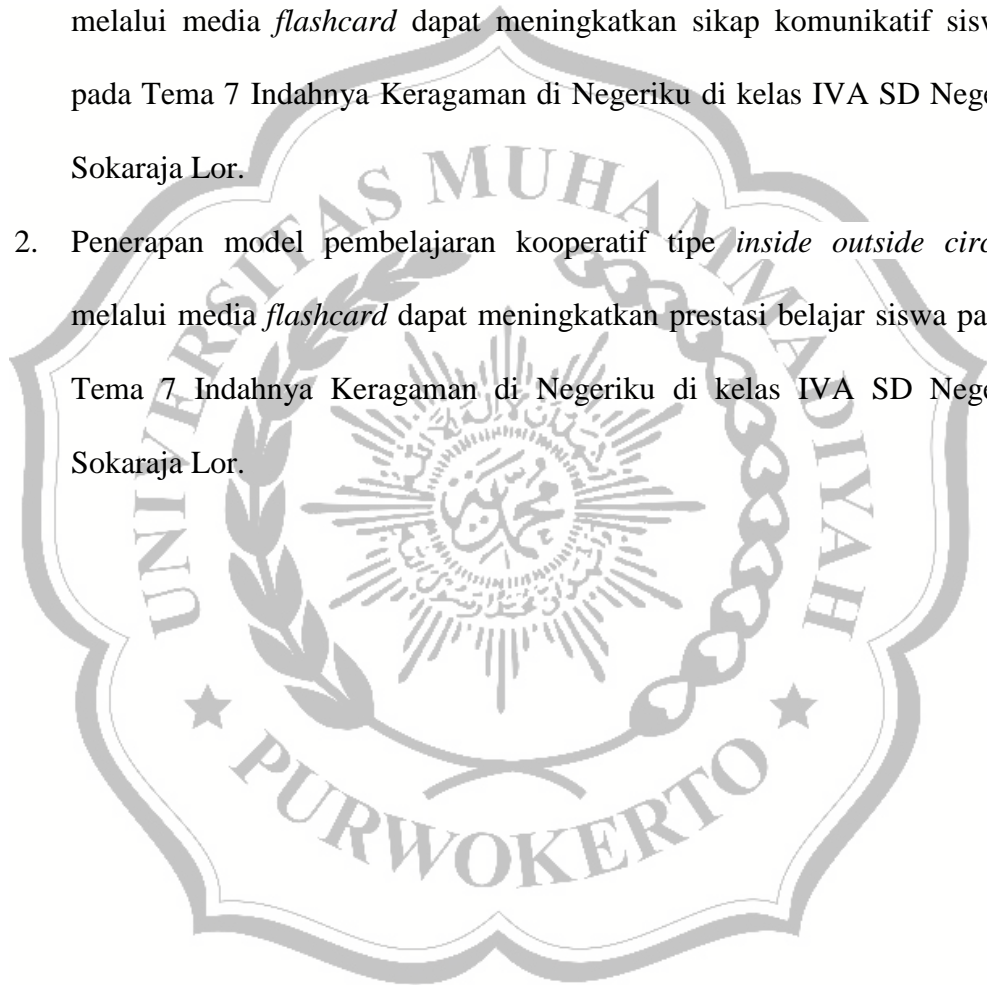 melalui media flashcard dapat meningkatkan sikap komunikatif sisw
pada Tema 7 Indahnya Keragaman di Negeriku di kelas IVA SD Nege
Sokaraja Lor.
2. Penerapan model pembelajaran kooperatif tipe inside outside circ
melalui media flashcard dapat meningkatkan prestasi belajar siswa pa
Tema 7 Indahnya Keragaman di Negeriku di kelas IVA SD Nege
Sokaraja Lor.
UNIVERSITAS MUHAMMADIYAH
PURWOKERTO